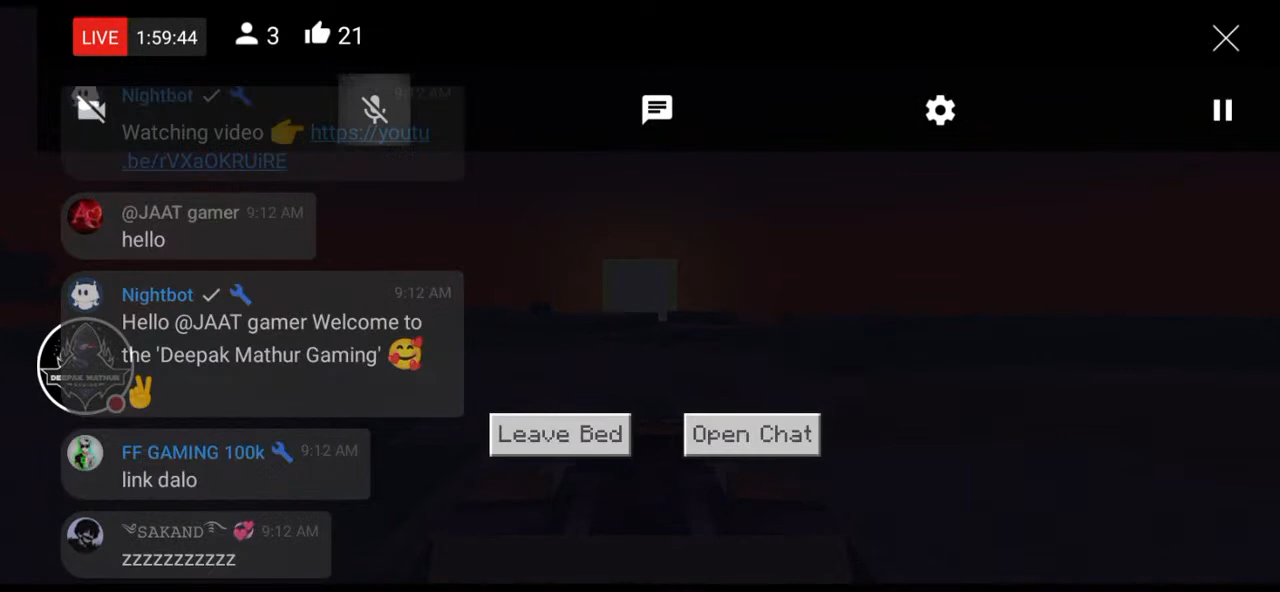 LIVE 1:59:44 3 21
Nightbot 9:12 AM
Watching video 👉 https://youtu
.be/rVXaOKRUiRE
@JAAT gamer 9:12 AM
hello
Nightbot 9:12 AM
Hello @JAAT gamer Welcome to
the 'Deepak Mathur Gaming' 🥰
✌️
DEEPAK MATHUR
Leave Bed Open Chat
FF GAMING 100k 9:12 AM
link dalo
༄SAKAND࿐ 💞 9:12 AM
zzzzzzzzzzz